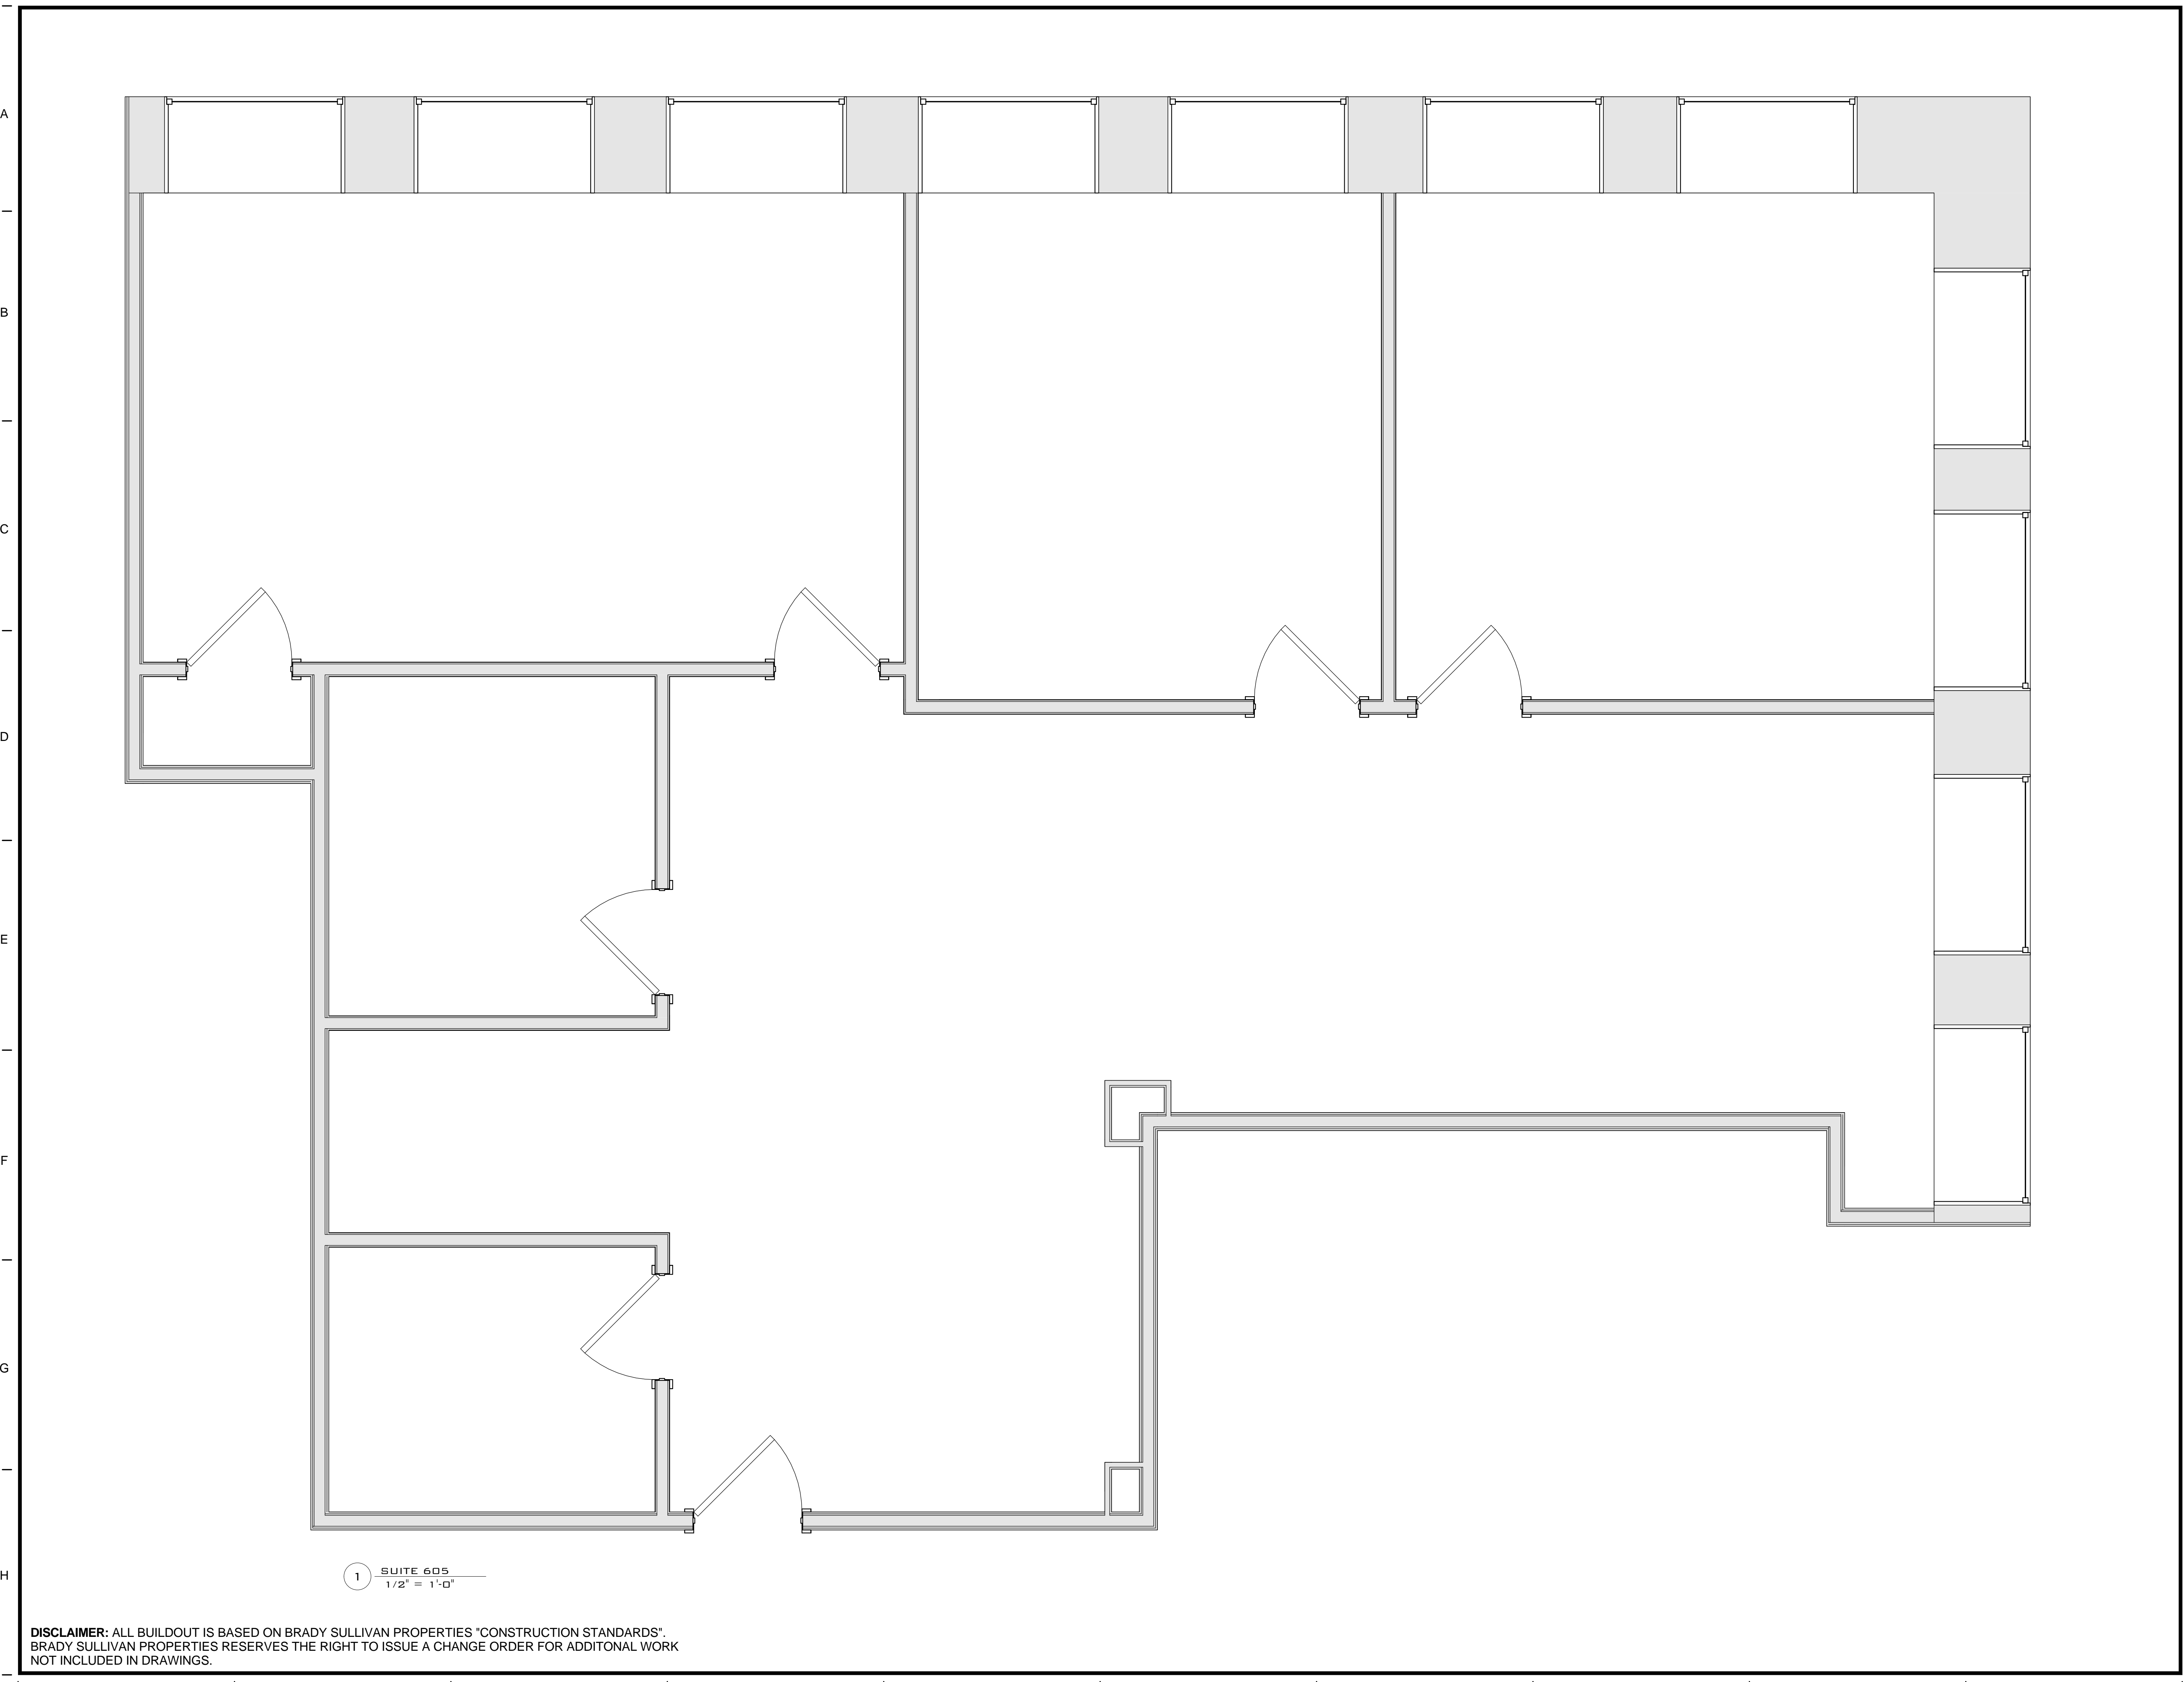 A
B
C
D
E
F
G
H
1
SUITE 605
1/2" = 1'-0"
DISCLAIMER: ALL BUILDOUT IS BASED ON BRADY SULLIVAN PROPERTIES "CONSTRUCTION STANDARDS".
BRADY SULLIVAN PROPERTIES RESERVES THE RIGHT TO ISSUE A CHANGE ORDER FOR ADDITONAL WORK
NOT INCLUDED IN DRAWINGS.